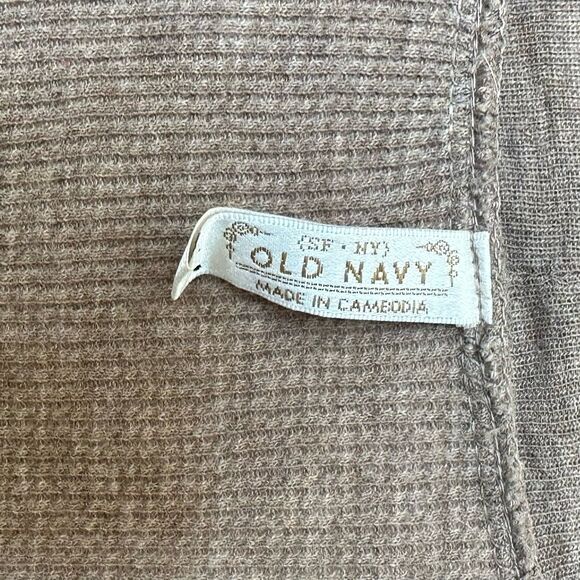 {SF · NY}
OLD NAVY
MADE IN CAMBODIA